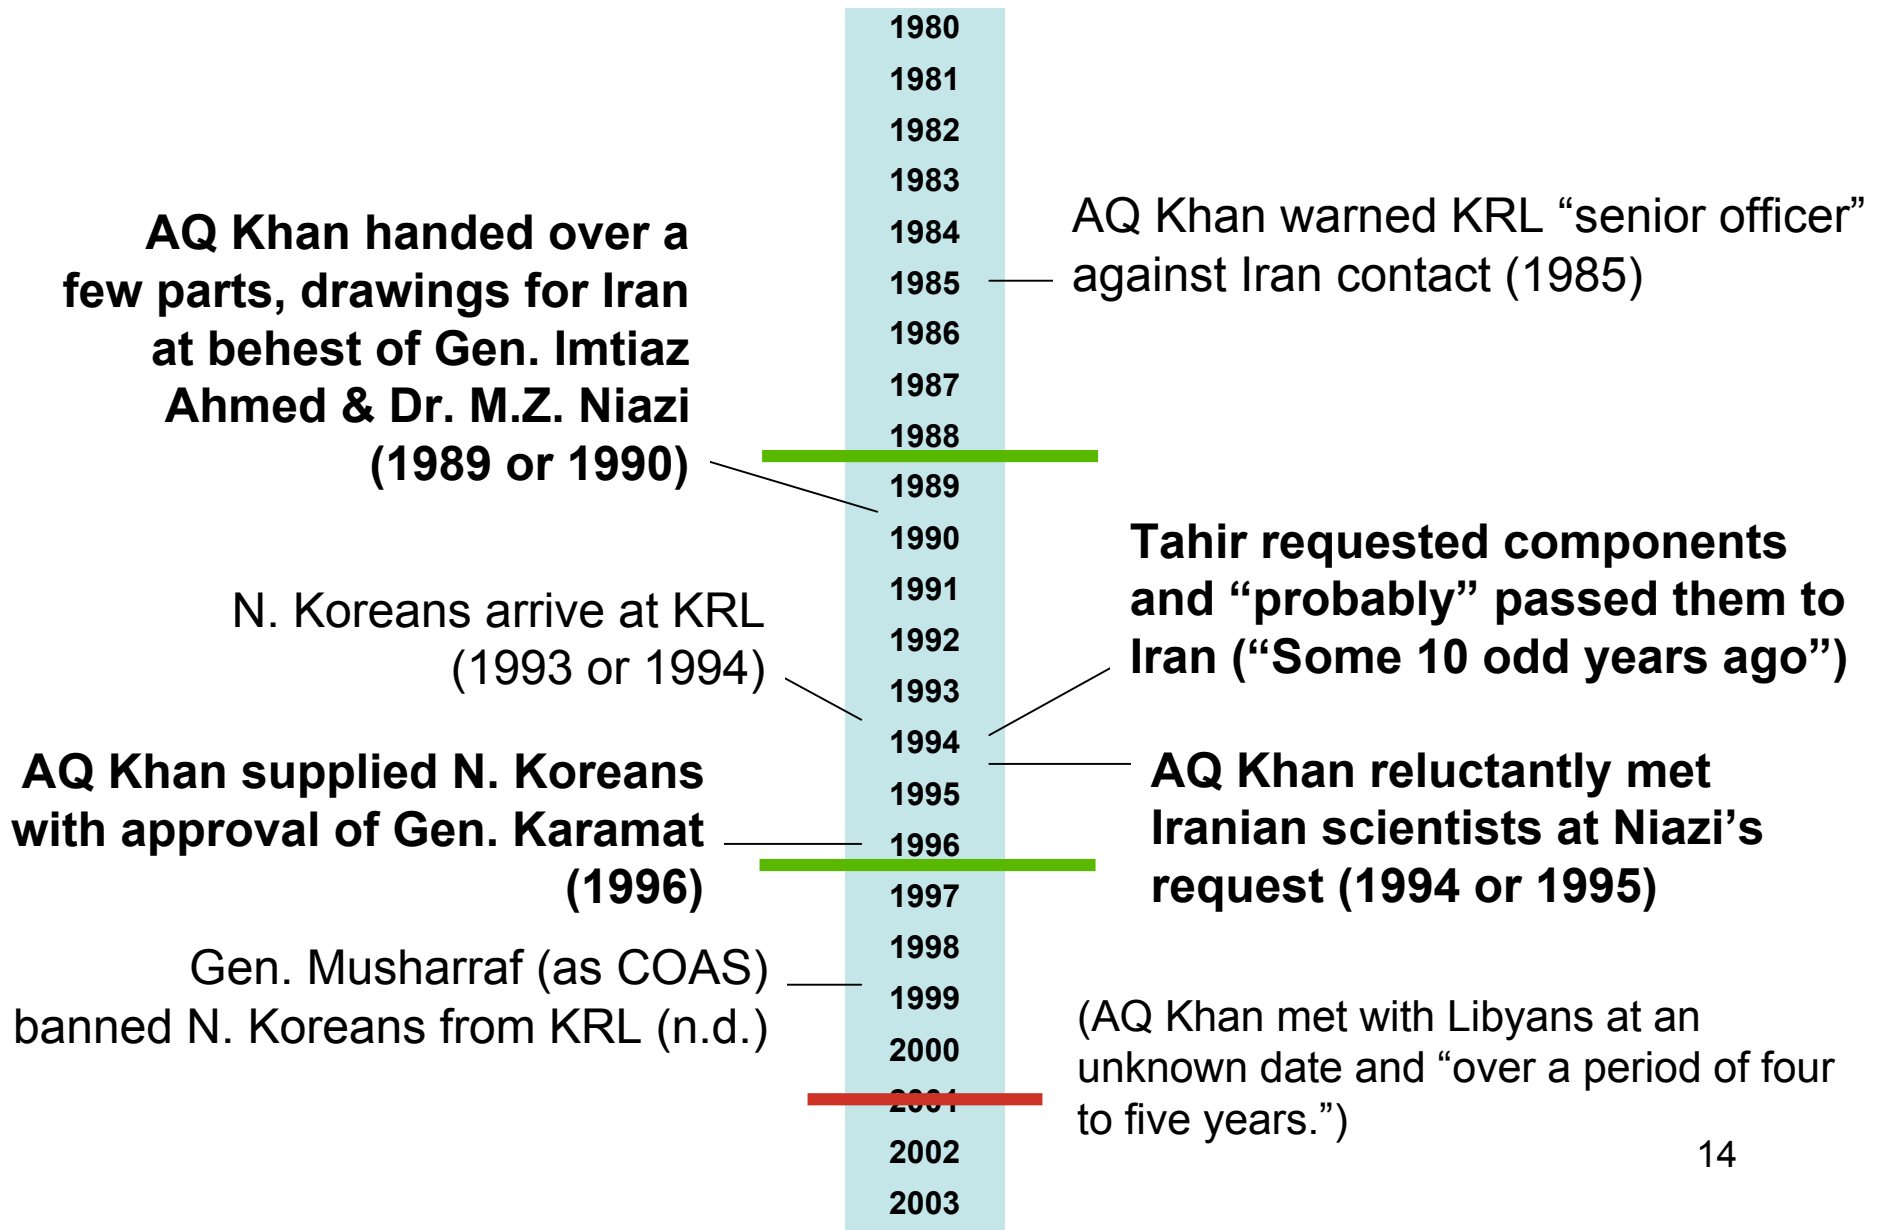 1980
1981
1982
1983
1984
1985
1986
1987
1988
1989
1990
1991
1992
1993
1994
1995
1996
1997
1998
1999
2000
2001
2002
2003
AQ Khan handed over a
few parts, drawings for Iran
at behest of Gen. Imtiaz
Ahmed & Dr. M.Z. Niazi
(1989 or 1990)
N. Koreans arrive at KRL
(1993 or 1994)
AQ Khan supplied N. Koreans
with approval of Gen. Karamat
(1996)
Gen. Musharraf (as COAS)
banned N. Koreans from KRL (n.d.)
AQ Khan warned KRL “senior officer”
against Iran contact (1985)
Tahir requested components
and “probably” passed them to
Iran (“Some 10 odd years ago”)
AQ Khan reluctantly met
Iranian scientists at Niazi’s
request (1994 or 1995)
(AQ Khan met with Libyans at an
unknown date and “over a period of four
to five years.”)
14